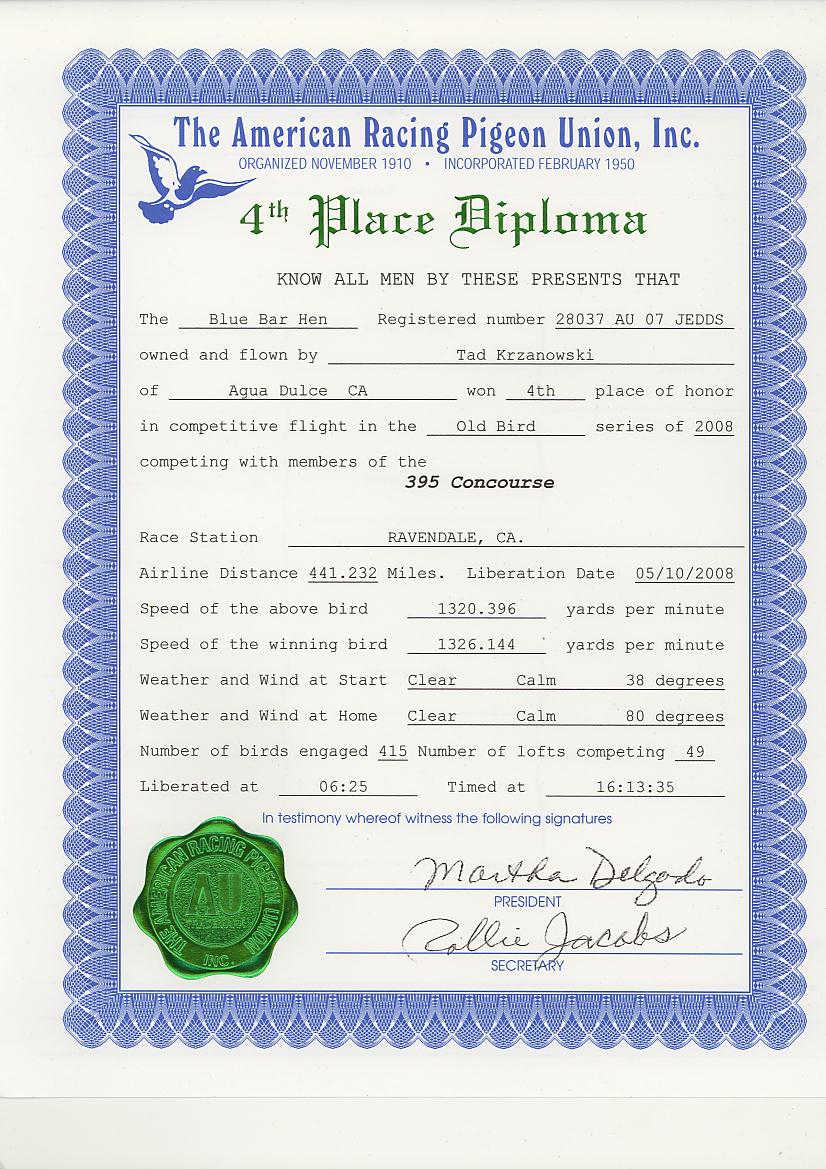 The American Racing Pigeon Union, Inc.
ORGANIZED NOVEMBER 1910 • INCORPORATED FEBRUARY 1950
4th Place Diploma
KNOW ALL MEN BY THESE PRESENTS THAT
The Blue Bar Hen Registered number 28037 AU 07 JEDDS
owned and flown by Tad Krzanowski
of Agua Dulce CA won 4th place of honor
in competitive flight in the Old Bird series of 2008
competing with members of the
395 Concourse
Race Station RAVENDALE, CA.
Airline Distance 441.232 Miles. Liberation Date 05/10/2008
Speed of the above bird 1320.396 yards per minute
Speed of the winning bird 1326.144 yards per minute
Weather and Wind at Start Clear Calm 38 degrees
Weather and Wind at Home Clear Calm 80 degrees
Number of birds engaged 415 Number of lofts competing 49
Liberated at 06:25 Timed at 16:13:35
In testimony whereof witness the following signatures
Martha Delgado
PRESIDENT
Rollie Jacobs
SECRETARY
THE AMERICAN RACING PIGEON UNION
AU
INC.